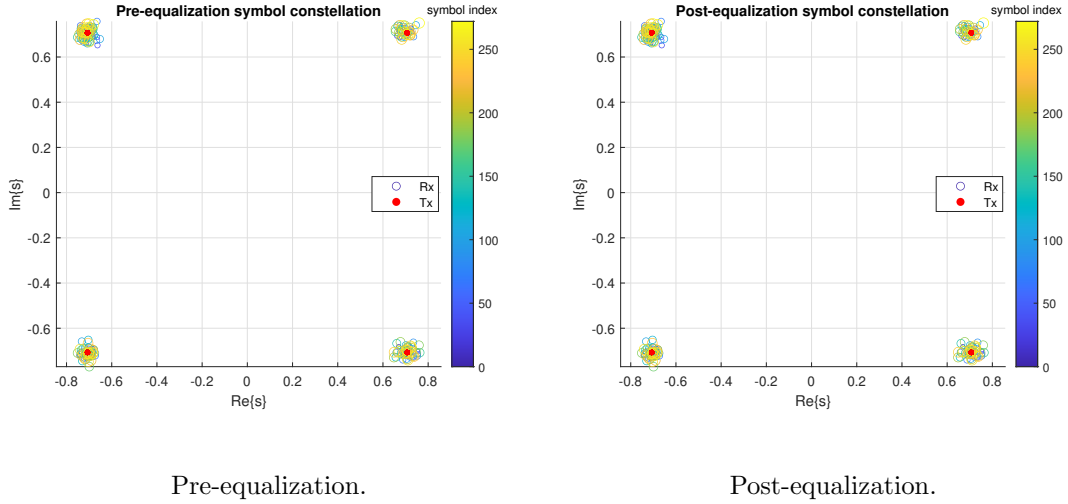 Pre-equalization symbol constellation
symbol index
0.6
0.4
0.2
0
-0.2
-0.4
-0.6
Im{s}
-0.8 -0.6 -0.4 -0.2 0 0.2 0.4 0.6 0.8
Re{s}
Rx
Tx
250
200
150
100
50
0
Pre-equalization.
Post-equalization symbol constellation
symbol index
0.6
0.4
0.2
0
-0.2
-0.4
-0.6
Im{s}
-0.8 -0.6 -0.4 -0.2 0 0.2 0.4 0.6 0.8
Re{s}
Rx
Tx
250
200
150
100
50
0
Post-equalization.